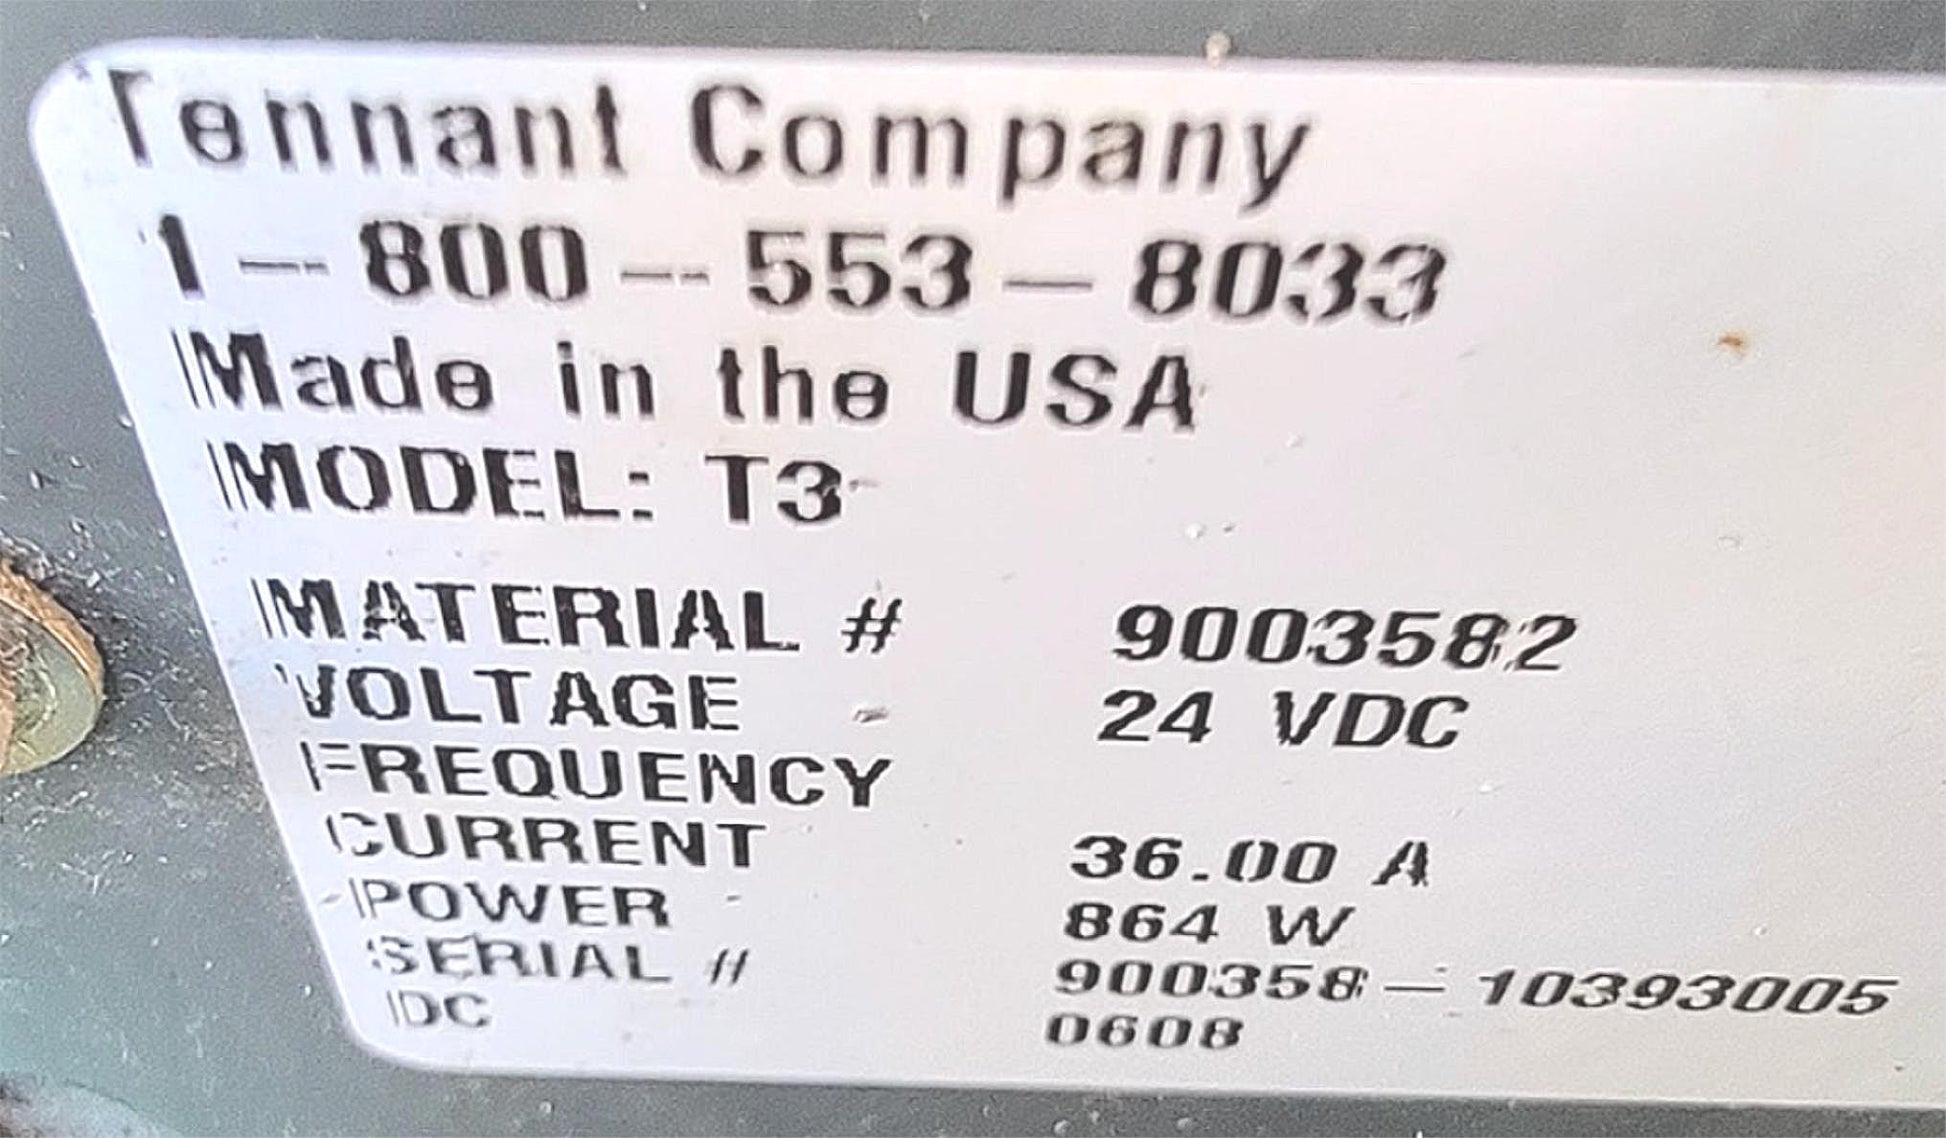 Tennant Company
1-800-553-8033
Made in the USA
MODEL: T3
MATERIAL # 9003582
VOLTAGE 24 VDC
FREQUENCY
CURRENT 36.00 A
POWER 864 W
SERIAL # 900358-10393005
DC 0608